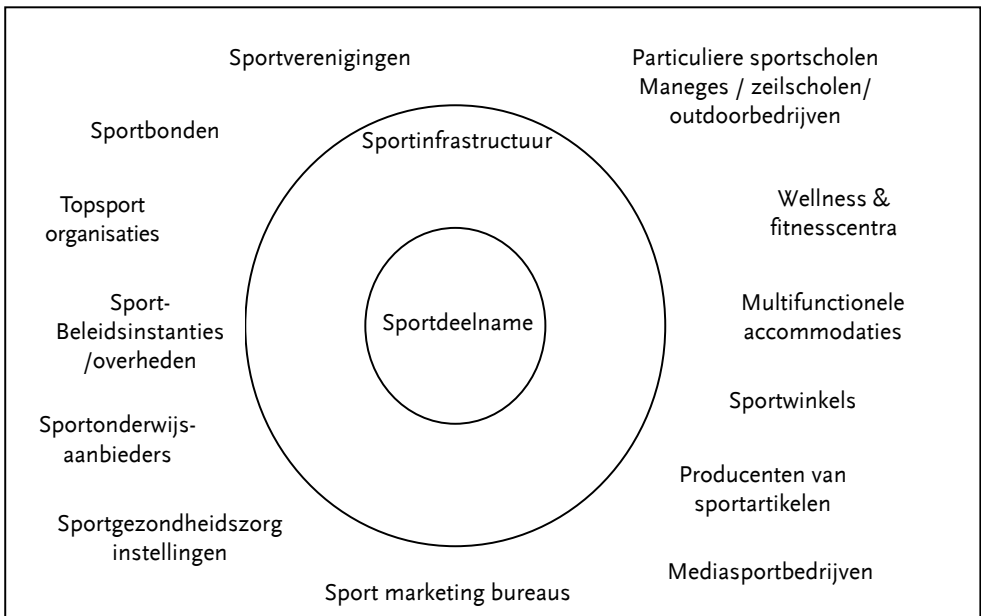 Sportverenigingen
Particuliere sportscholen
Maneges / zeilscholen/
outdoorbedrijven
Sportbonden
Sportinfrastructuur
Topsport
organisaties
Wellness &
fitnesscentra
Sport-
Beleidsinstanties
/overheden
Sportdeelname
Multifunctionele
accommodaties
Sportwinkels
Sportonderwijs-
aanbieders
Producenten van
sportartikelen
Sportgezondheidszorg
instellingen
Mediasportbedrijven
Sport marketing bureaus